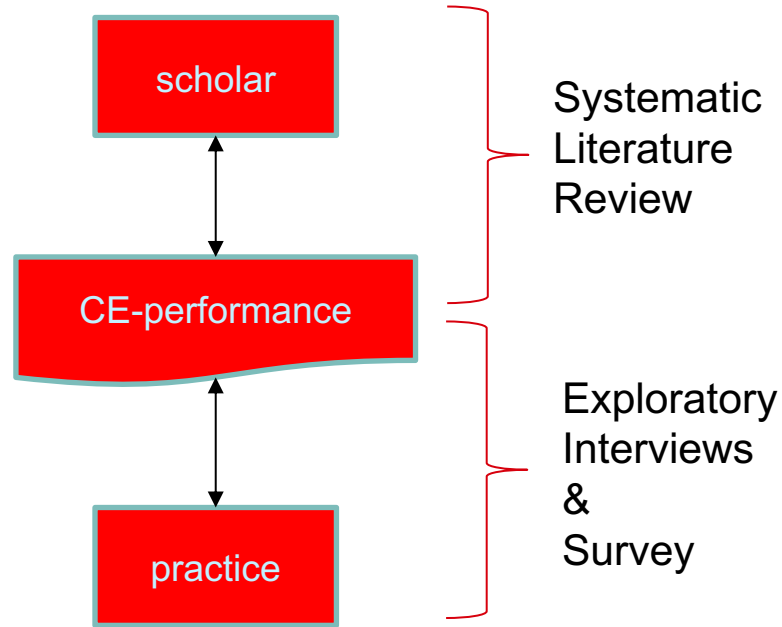 scholar
Systematic
Literature
Review
CE-performance
Exploratory
Interviews
&
Survey
practice